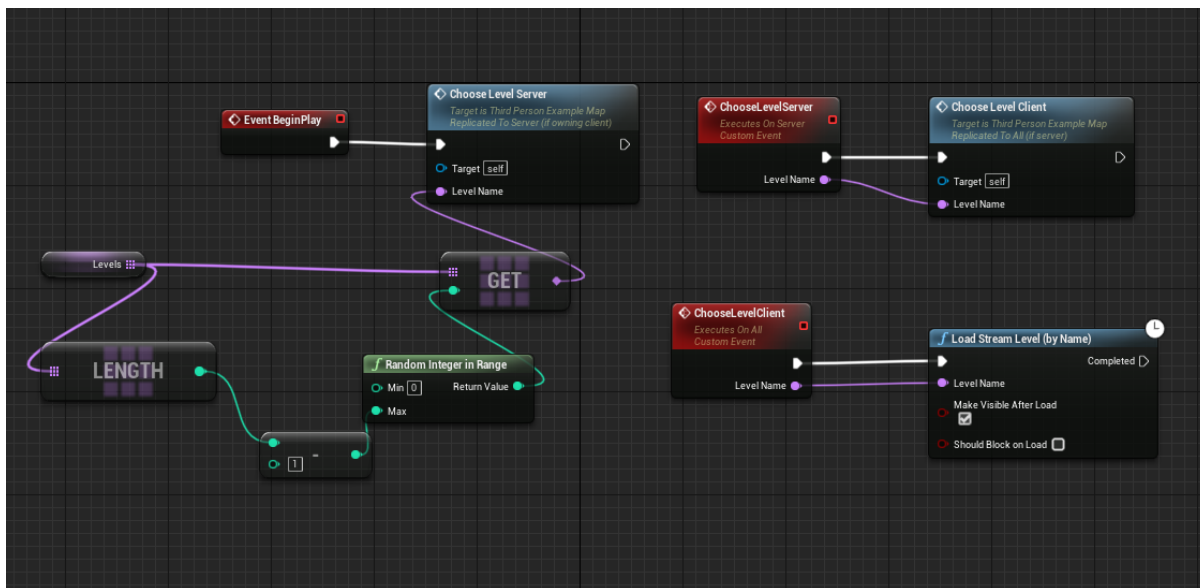 Event BeginPlay
Choose Level Server
Target is Third Person Example Map
Replicated To Server (if owning client)
Target self
Level Name
Levels
GET
LENGTH
Random Integer in Range
Min 0
Return Value
Max
-
1
ChooseLevelServer
Executes On Server
Custom Event
Level Name
Choose Level Client
Target is Third Person Example Map
Replicated To All (if server)
Target self
Level Name
ChooseLevelClient
Executes On All
Custom Event
Level Name
f Load Stream Level (by Name)
Completed
Level Name
Make Visible After Load
Should Block on Load